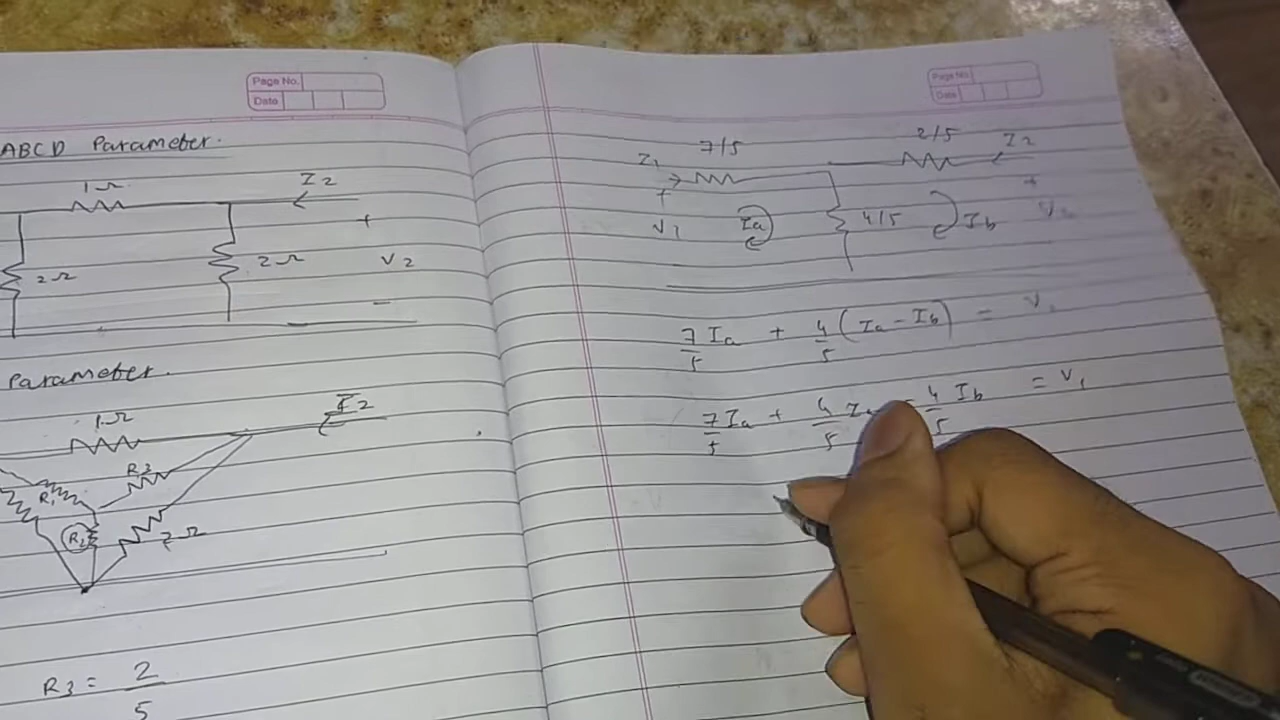 Page No.
Date
ABCD Parameter.
1Ω
I2
+
2Ω
2Ω
V2
−
Parameter.
1Ω
I2
R3
R1
R2
2Ω
R3 = 2/5
Page No.
Date
I1
7/5
2/5
I2
+
+
V1
Ia
4/5
Ib
7/5 Ia + 4/5 (Ia − Ib) = V
7/5 Ia + 4/5 − 4/5 Ib = V1